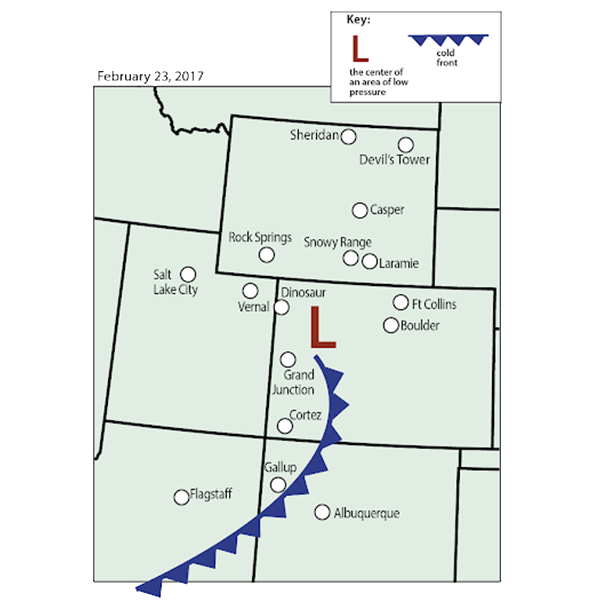 Key:
L
cold
front
the center of
an area of low
pressure
February 23, 2017
Sheridan
Devil's Tower
Casper
Rock Springs
Snowy Range
Laramie
Salt
Lake City
Vernal
Dinosaur
Ft Collins
Boulder
L
Grand
Junction
Cortez
Gallup
Flagstaff
Albuquerque